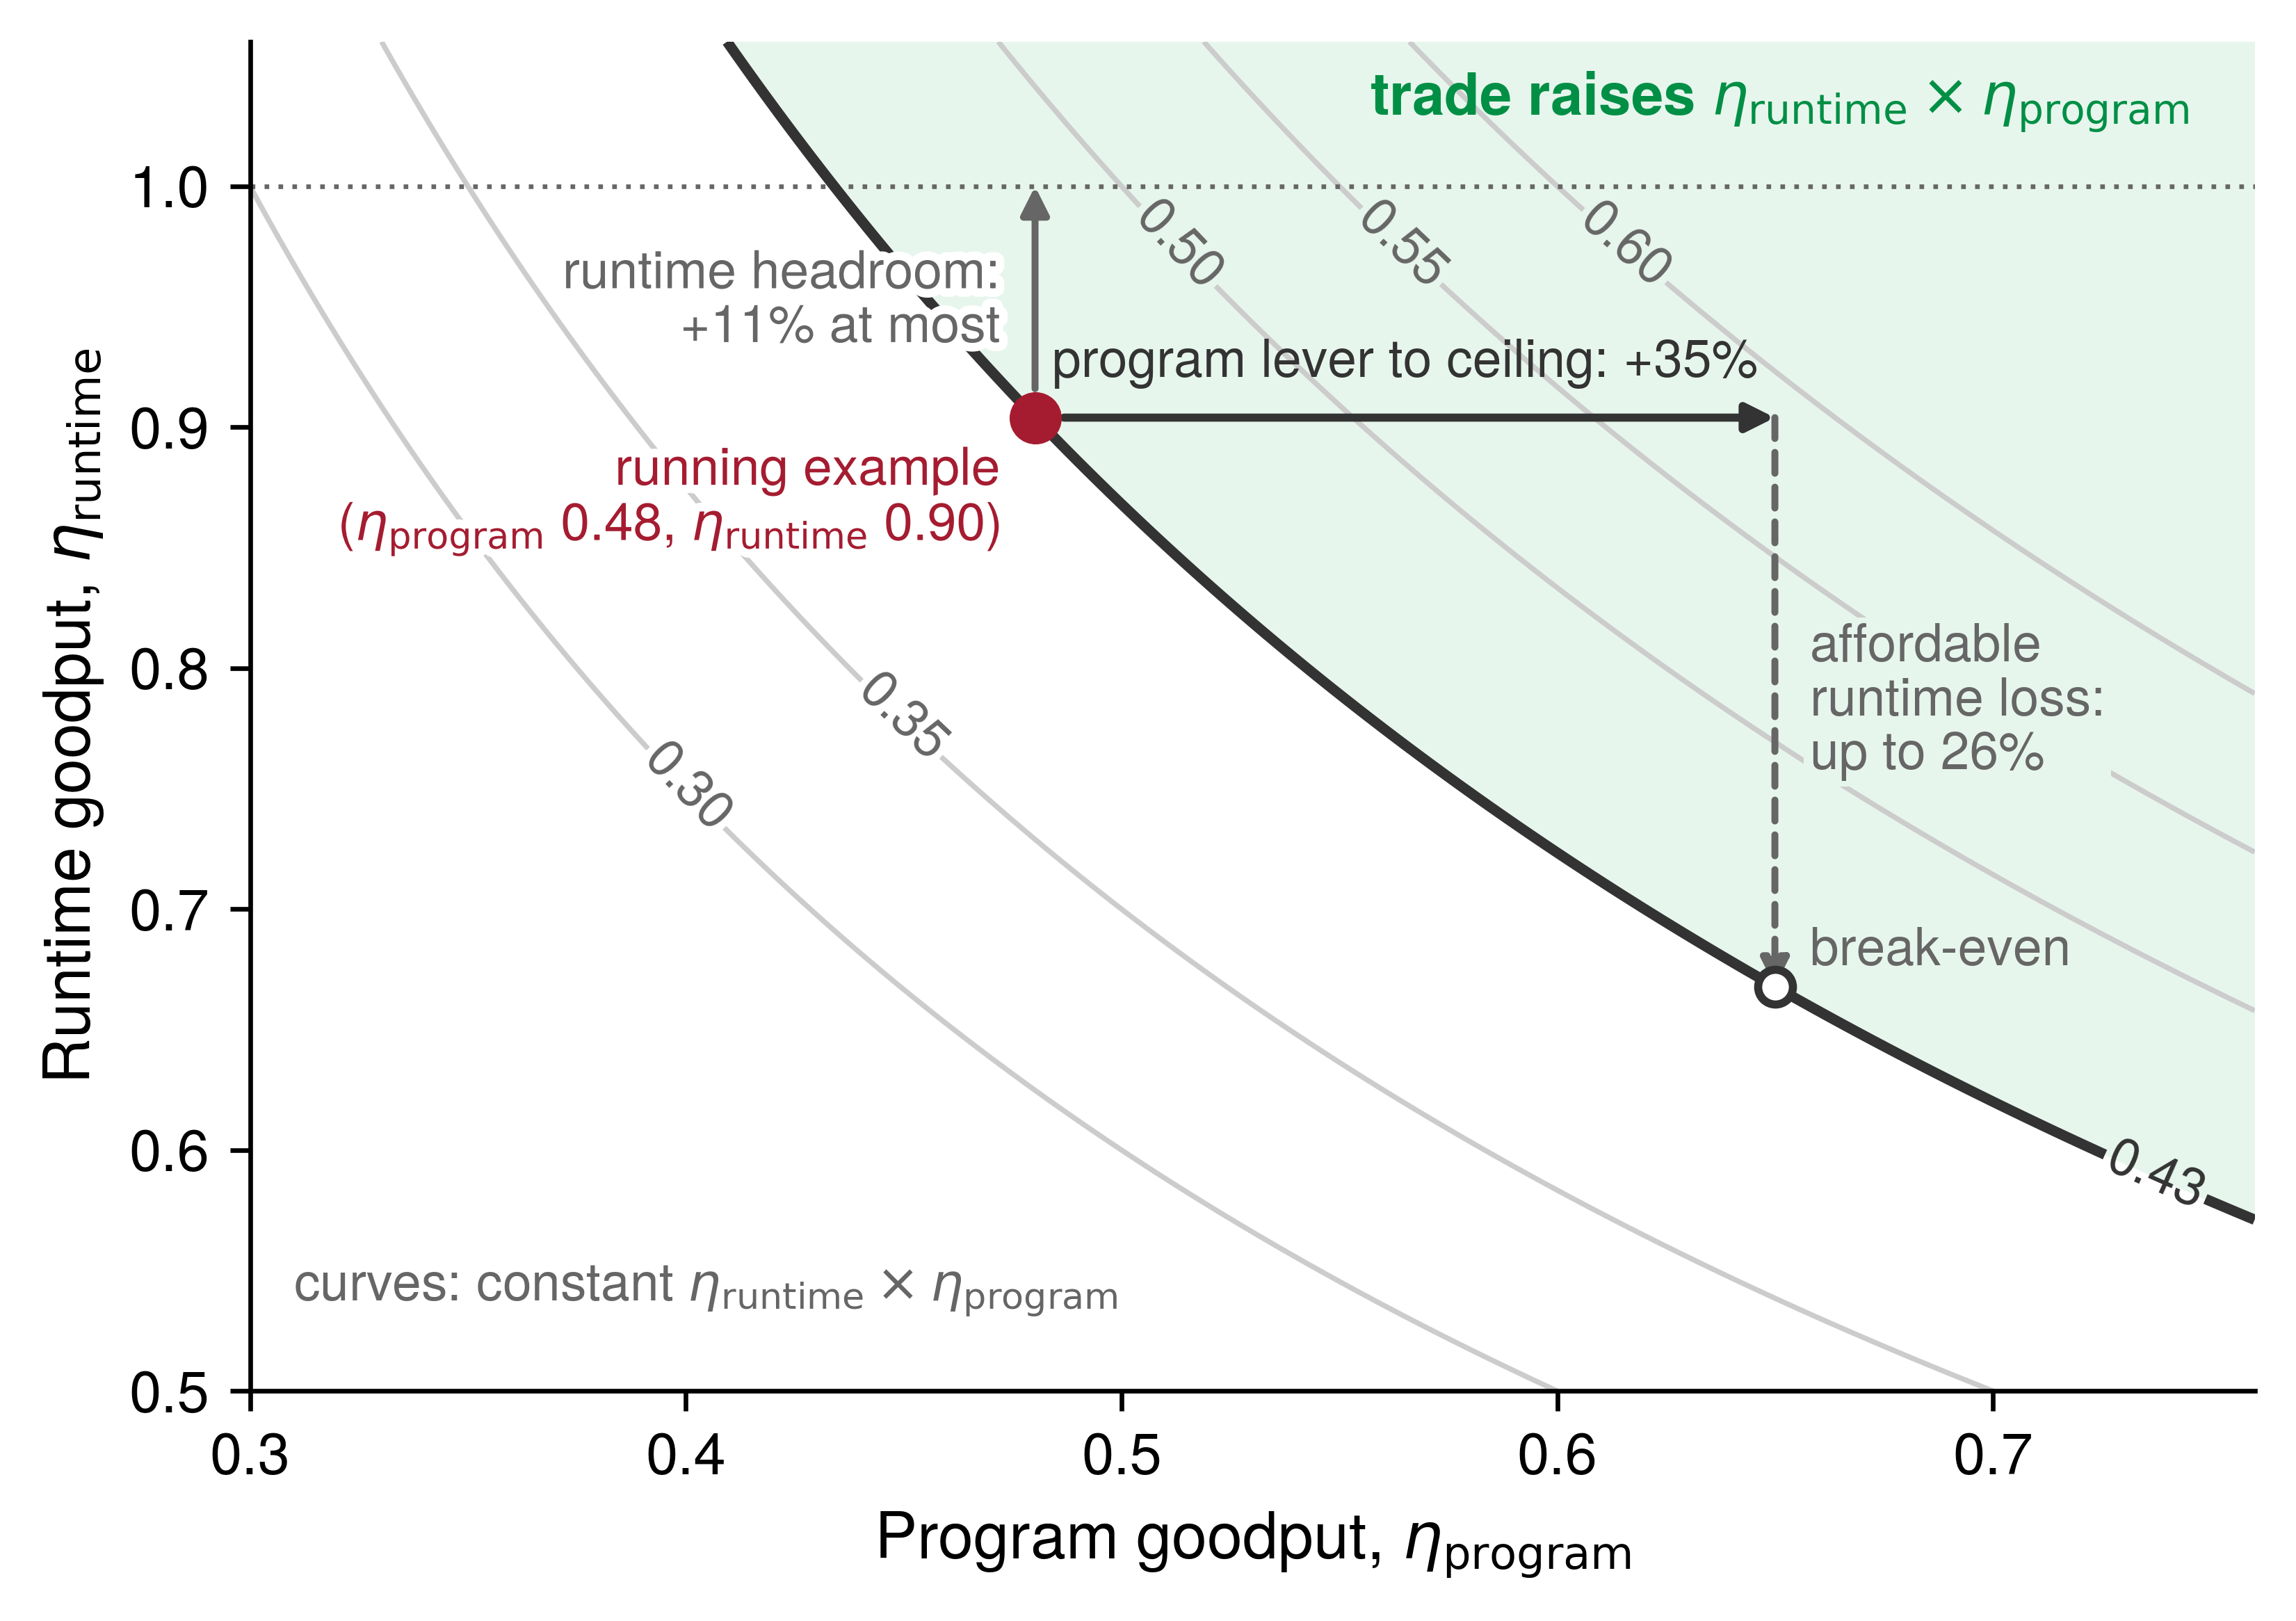 trade raises ηruntime × ηprogram
1.0
0.50
0.55
0.60
runtime headroom:
+11% at most
program lever to ceiling: +35%
0.9
running example
(ηprogram 0.48, ηruntime 0.90)
Runtime goodput, ηruntime
0.8
affordable
runtime loss:
up to 26%
0.35
0.30
0.7
break-even
0.6
0.43
curves: constant ηruntime × ηprogram
0.5
0.3
0.4
0.5
0.6
0.7
Program goodput, ηprogram